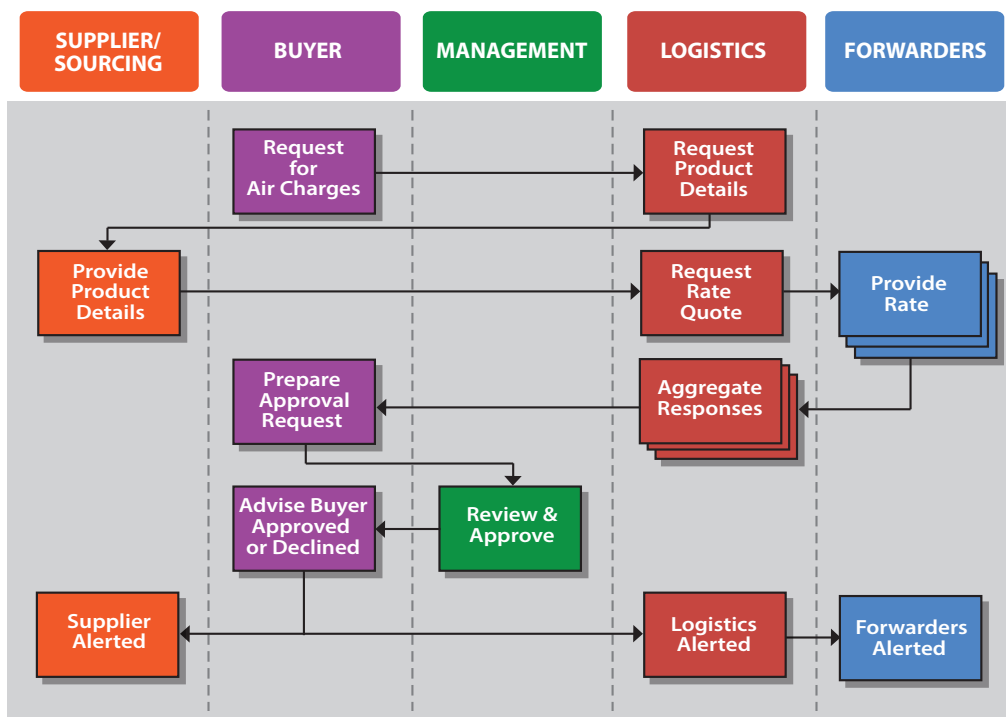 SUPPLIER/
SOURCING
BUYER
MANAGEMENT
LOGISTICS
FORWARDERS
Request
for
Air Charges
Request
Product
Details
Provide
Product
Details
Request
Rate
Quote
Provide
Rate
Prepare
Approval
Request
Aggregate
Responses
Advise Buyer
Approved
or Declined
Review &
Approve
Supplier
Alerted
Logistics
Alerted
Forwarders
Alerted